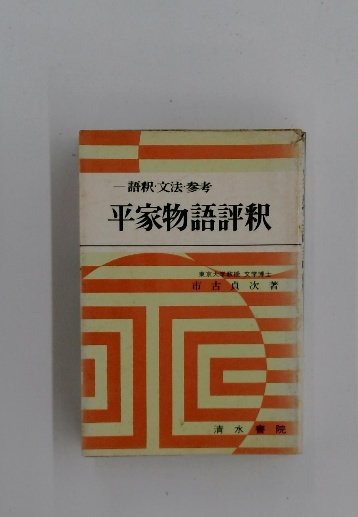 ―語釈・文法・参考
平家物語評釈
東京大学教授 文学博士
市古貞次著
清水書院